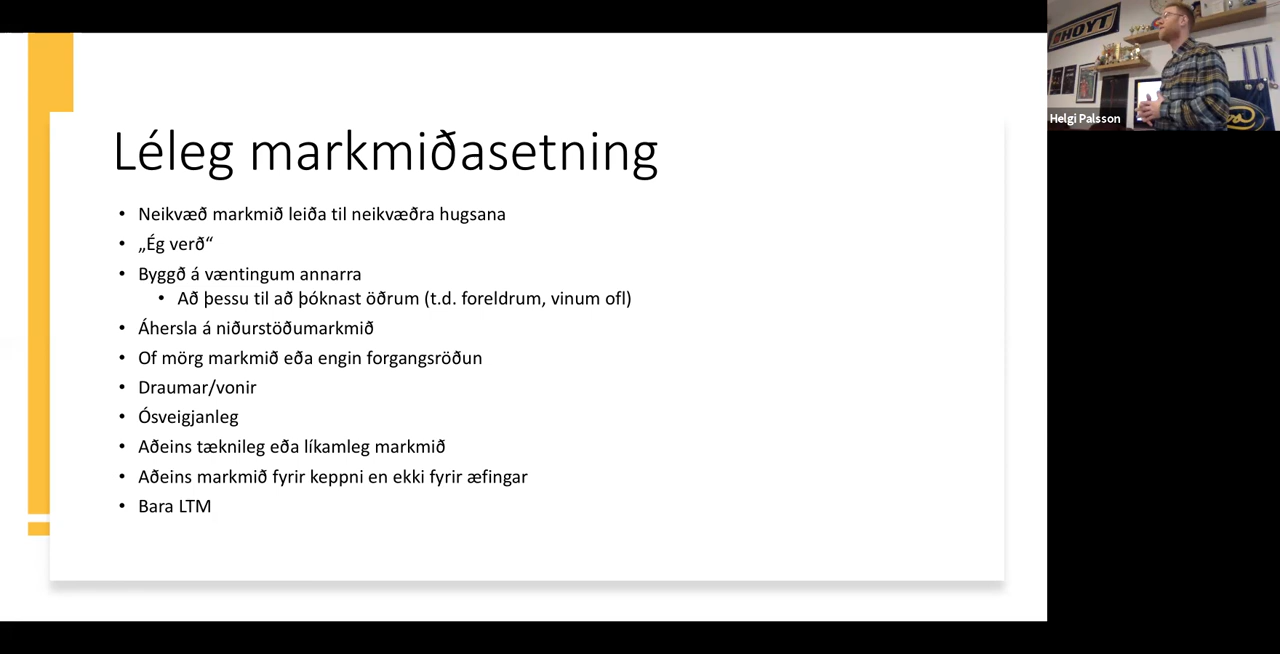 Léleg markmiðasetning
• Neikvæð markmið leiða til neikvæðra hugsana
• „Ég verð“
• Byggð á væntingum annarra
• Að þessu til að þóknast öðrum (t.d. foreldrum, vinum ofl)
• Áhersla á niðurstöðumarkmið
• Of mörg markmið eða engin forgangsröðun
• Draumar/vonir
• Ósveigjanleg
• Aðeins tæknileg eða líkamleg markmið
• Aðeins markmið fyrir keppni en ekki fyrir æfingar
• Bara LTM
HOYT
Helgi Palsson